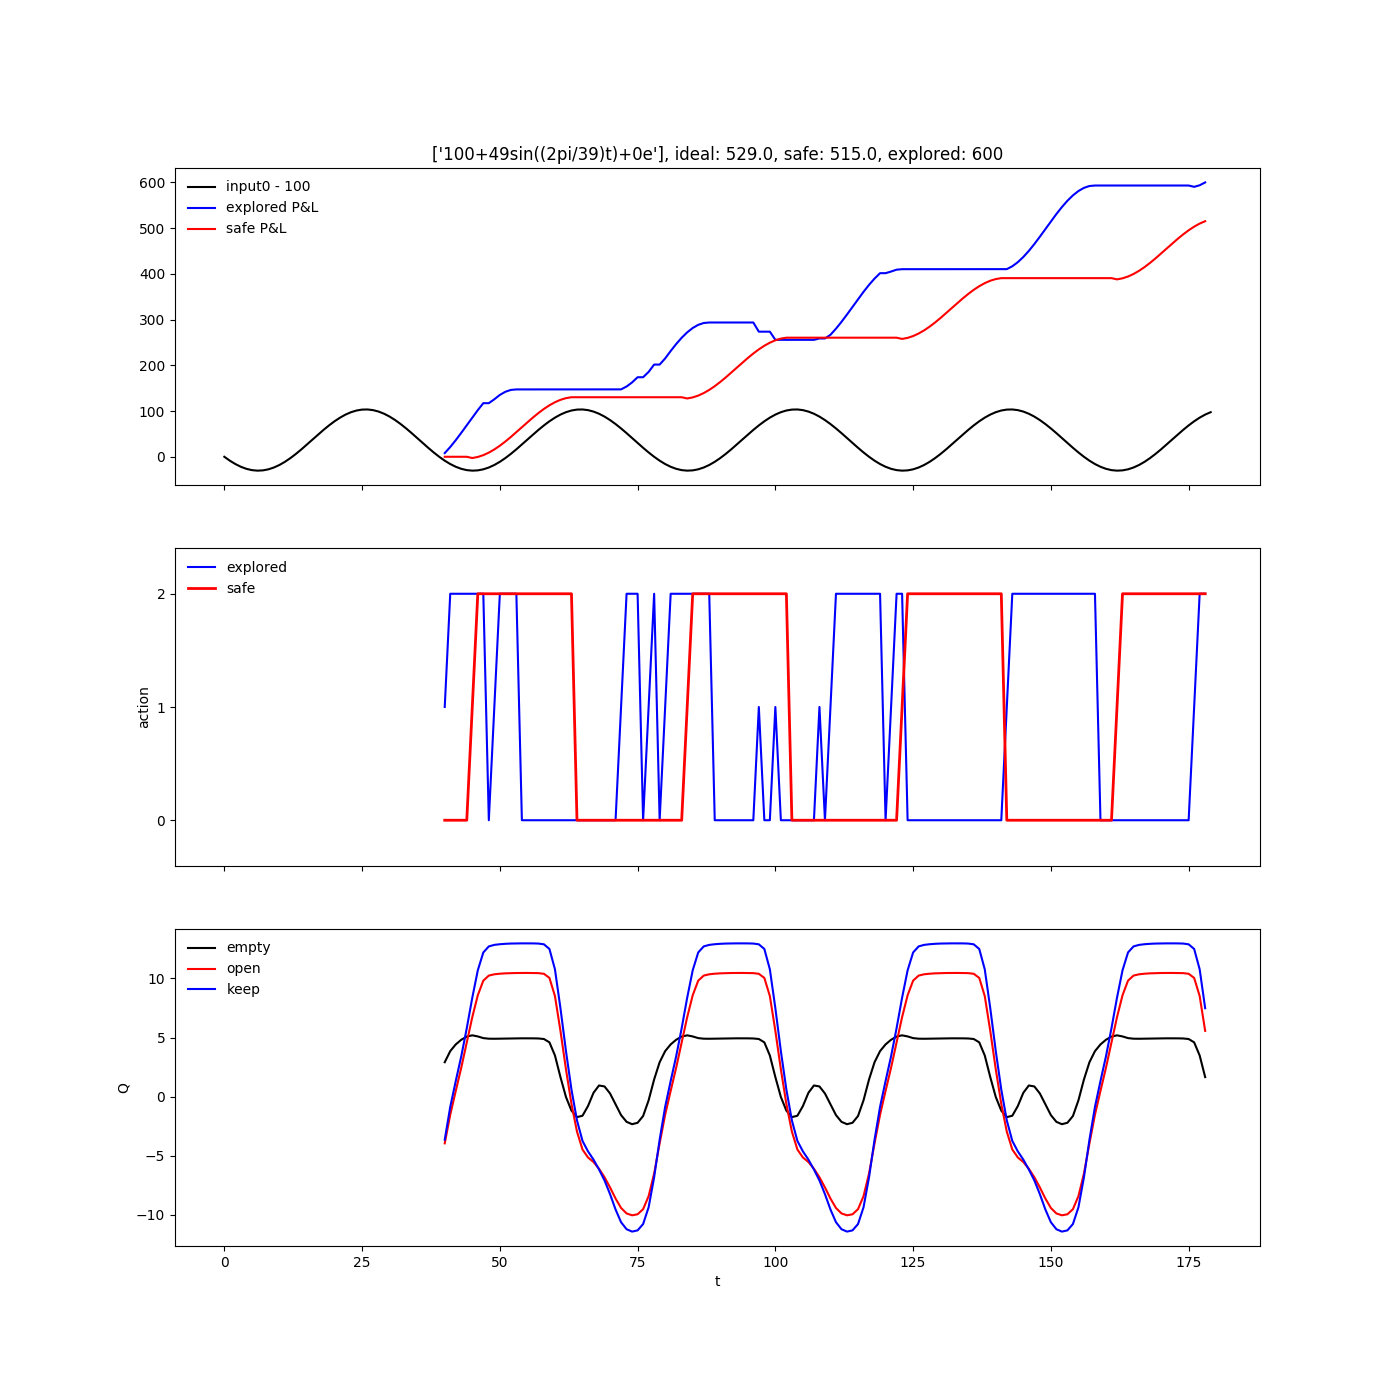 ['100+49sin((2pi/39)t)+0e'], ideal: 529.0, safe: 515.0, explored: 600
600
500
400
300
200
100
0
input0 - 100
explored P&L
safe P&L
2
1
0
action
explored
safe
10
5
0
−5
−10
Q
empty
open
keep
0 25 50 75 100 125 150 175
t